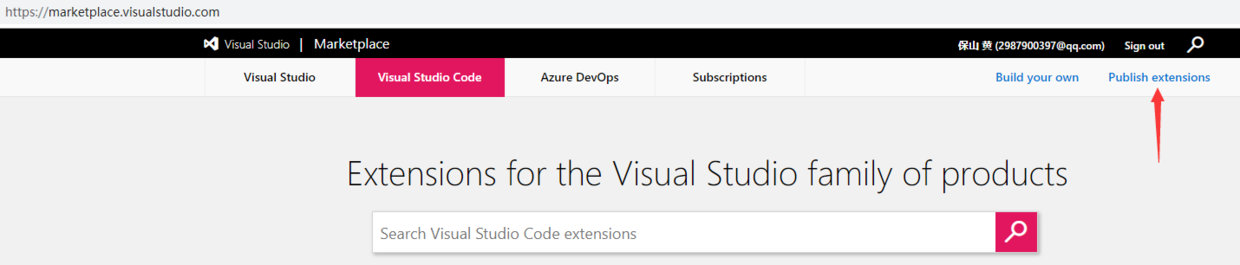 https://marketplace.visualstudio.com
Visual Studio | Marketplace
保山 黄 (2987900397@qq.com) Sign out
Visual Studio Visual Studio Code Azure DevOps Subscriptions Build your own Publish extensions
Extensions for the Visual Studio family of products
Search Visual Studio Code extensions